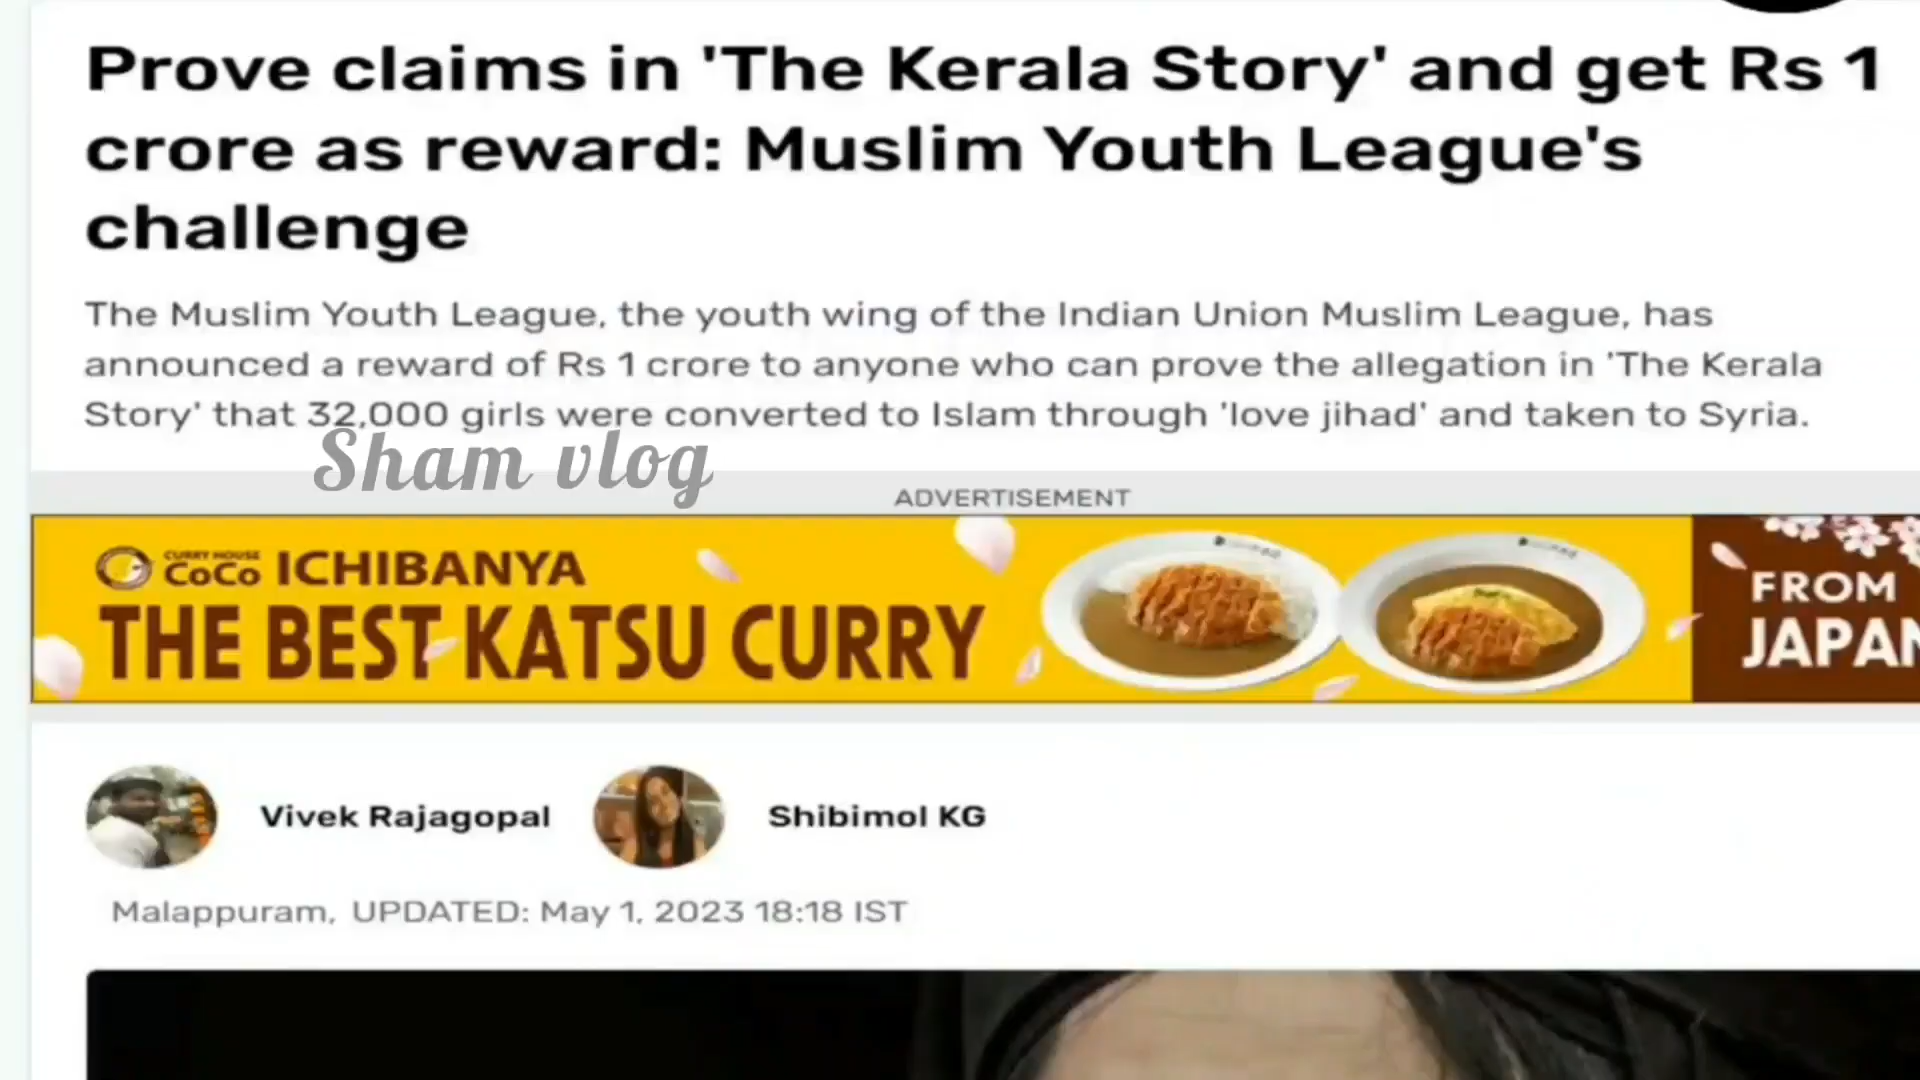 Prove claims in 'The Kerala Story' and get Rs 1
crore as reward: Muslim Youth League's
challenge
The Muslim Youth League, the youth wing of the Indian Union Muslim League, has
announced a reward of Rs 1 crore to anyone who can prove the allegation in 'The Kerala
Story' that 32,000 girls were converted to Islam through 'love jihad' and taken to Syria.
Sham vlog
ADVERTISEMENT
CURRY HOUSE
CoCo ICHIBANYA
THE BEST KATSU CURRY
FROM
JAPAN
Vivek Rajagopal
Shibimol KG
Malappuram, UPDATED: May 1, 2023 18:18 IST